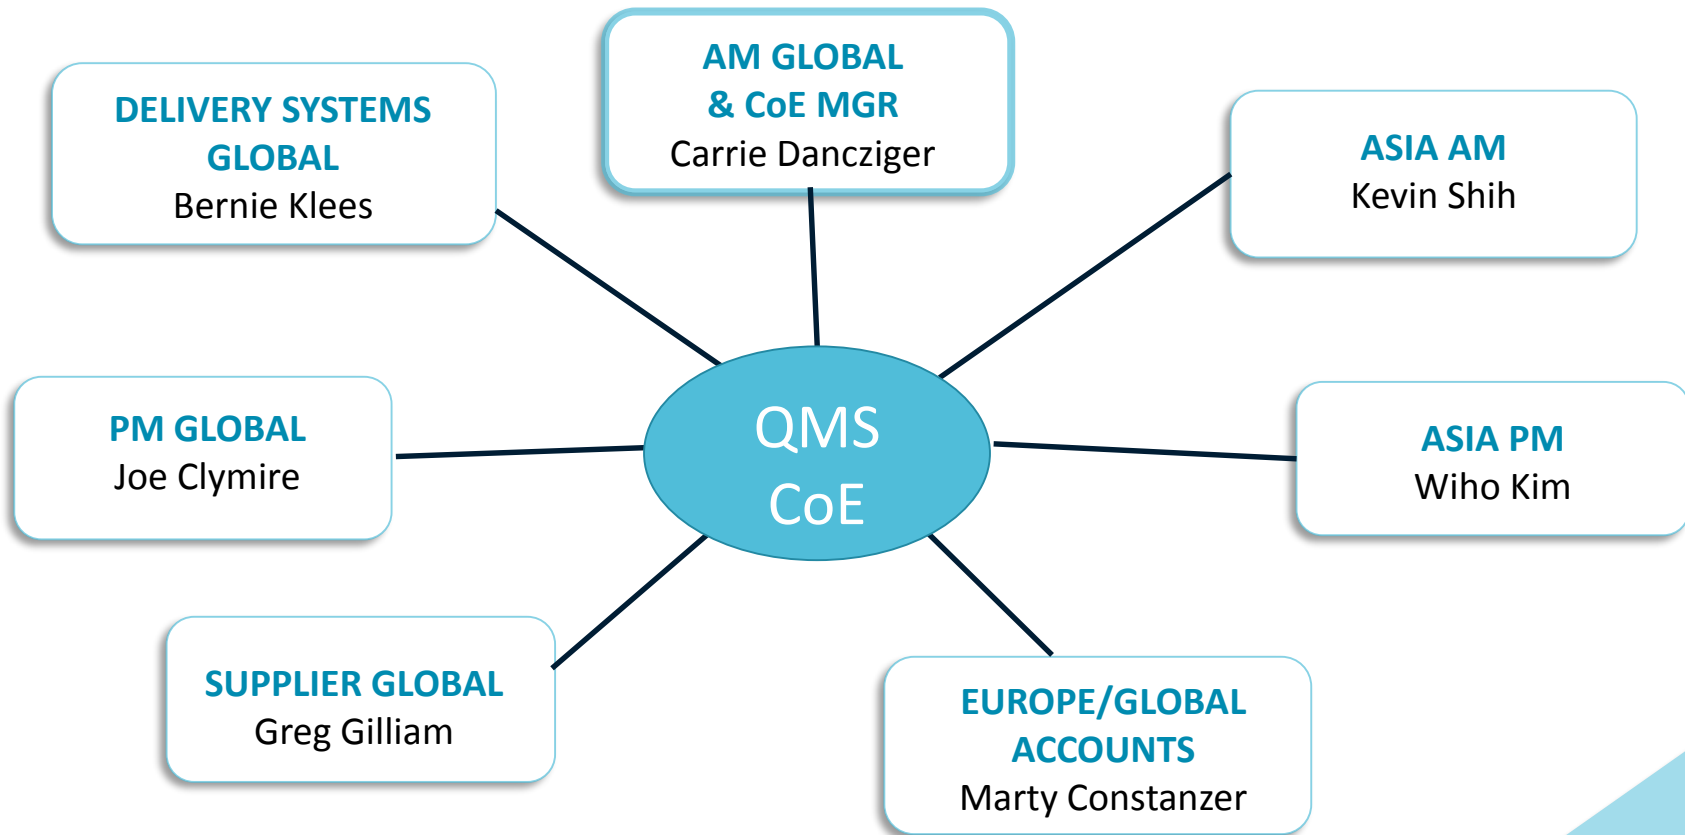 AM GLOBAL
& CoE MGR
Carrie Dancziger
DELIVERY SYSTEMS
GLOBAL
Bernie Klees
ASIA AM
Kevin Shih
PM GLOBAL
Joe Clymire
QMS
CoE
ASIA PM
Wiho Kim
SUPPLIER GLOBAL
Greg Gilliam
EUROPE/GLOBAL
ACCOUNTS
Marty Constanzer